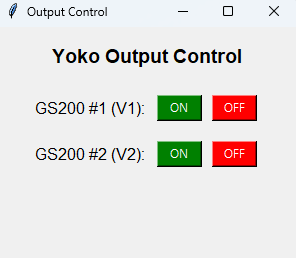 Output Control
Yoko Output Control
GS200 #1 (V1): ON OFF
GS200 #2 (V2): ON OFF